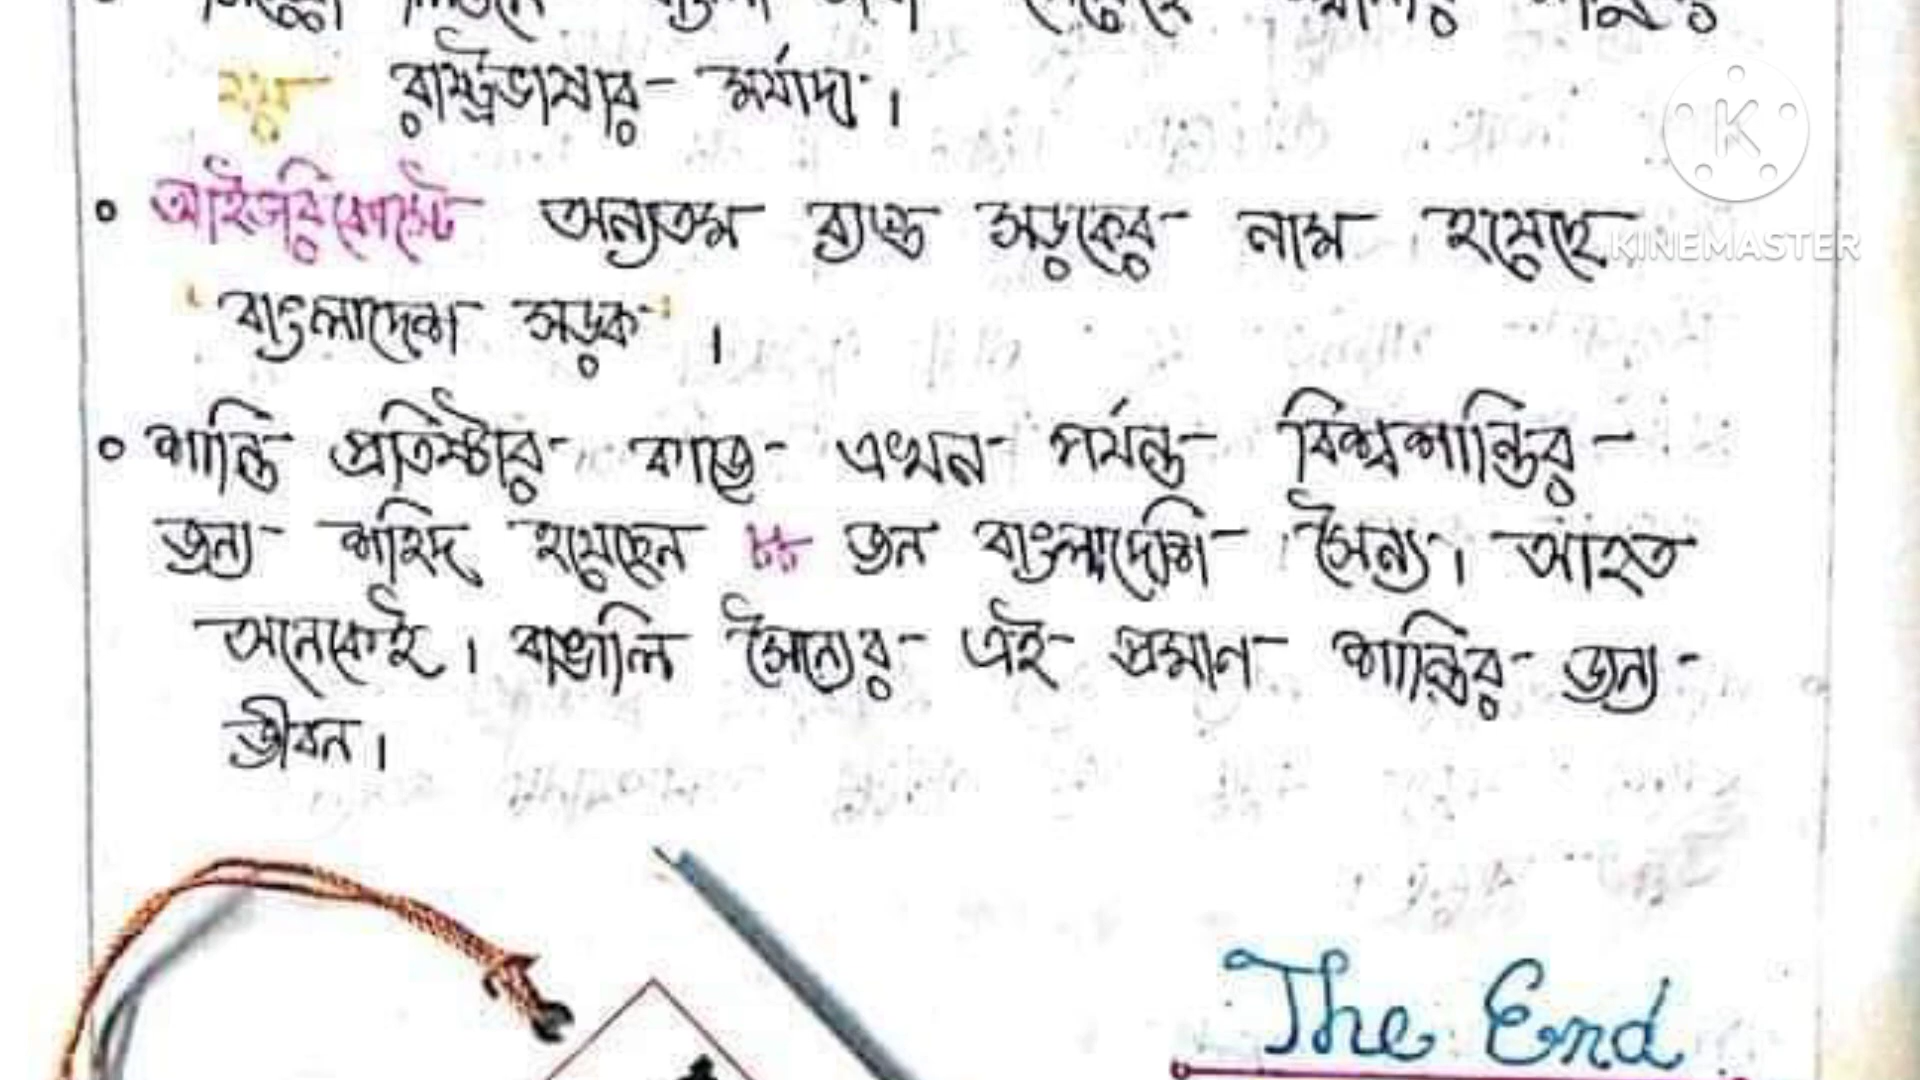 রাষ্ট্রভাষার মর্যাদা।
• আইভরিকোস্টে অন্যতম ব্যস্ত সড়কের নাম হয়েছে
'বাংলাদেশ সড়ক'।
• শান্তি প্রতিষ্টার কাজে এখন পর্যন্ত বিশ্বশান্তির
জন্য শহিদ হয়েছেন ৮৮ জন বাংলাদেশি সৈন্য। আহত
অনেকেই। বাঙালি সৈন্যের এই প্রমাণ শান্তির জন্য
জীবন।
The End
K
KINEMASTER